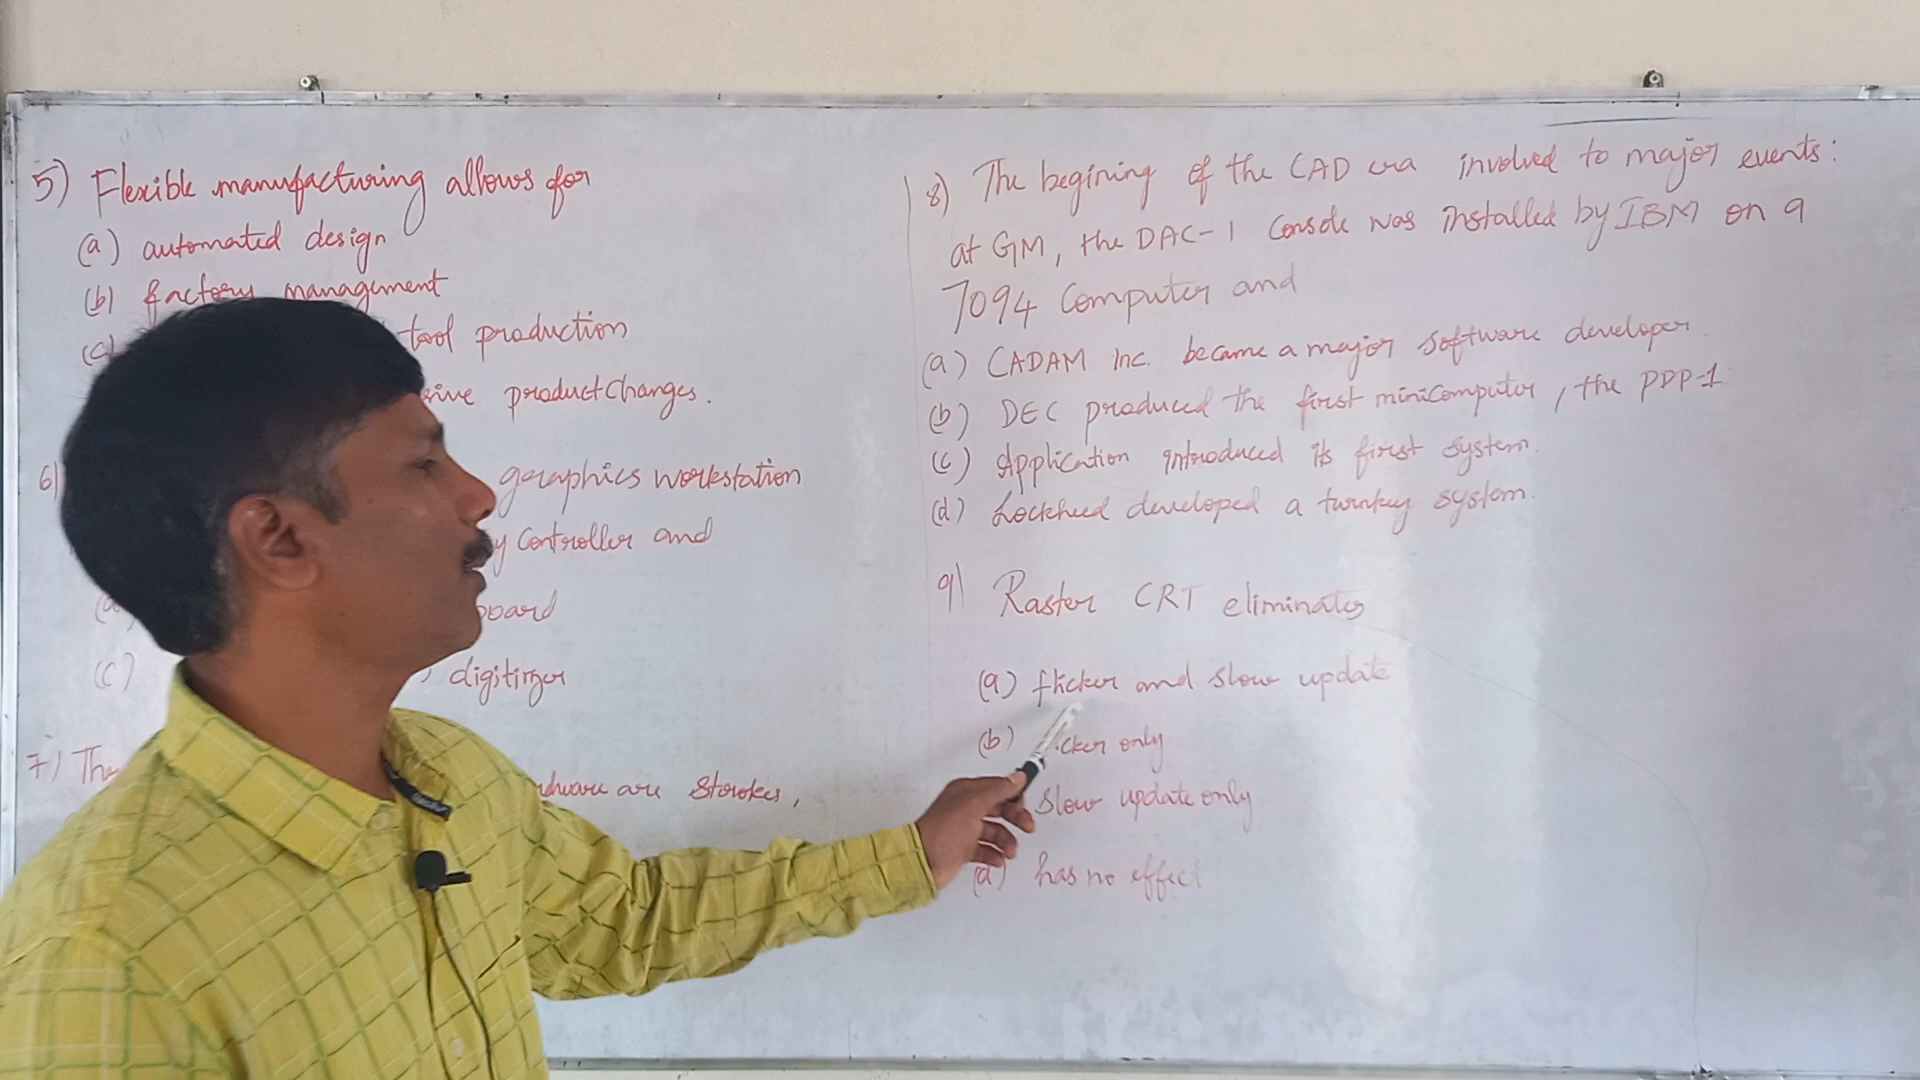 5) Flexible manufacturing allows for
(a) automated design
(b) factory management
(c) tool production
product changes.
6) graphics workstation
controller and
(c) digitizer
7) The are strokes,
8) The begining of the CAD era involved to major events:
at GM, the DAC-1 Console was installed by IBM on a
7094 Computer and
(a) CADAM Inc. became a major software developer.
(b) DEC produced the first minicomputer, the PDP-1
(c) Application introduced its first system.
(d) Lockheed developed a turnkey system.
9) Raster CRT eliminates
(a) flicker and slow update
(b) only
slow update only
(d) has no effect